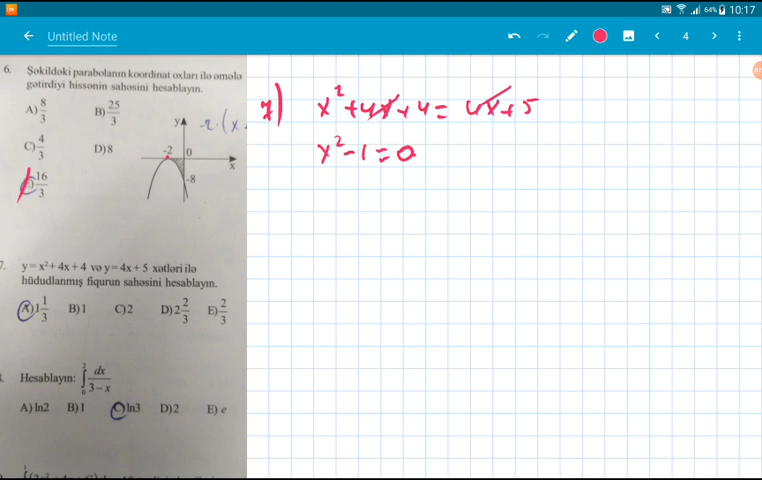 64% 10:17
Untitled Note
4
6. Şəkildəki parabolanın koordinat oxları ilə əmələ
gətirdiyi hissənin sahəsini hesablayın.
A) 8/3 B) 25/3
C) 4/3 D) 8
16/3
y -2 0 x -8
-2·(x
7. y=x²+4x+4 və y=4x+5 xətləri ilə
hüdudlanmış fiqurun sahəsini hesablayın.
A) 1 1/3 B) 1 C) 2 D) 2 2/3 E) 2/3
Hesablayın: ∫ dx/(3-x)
A) ln2 B) 1 C) ln3 D) 2 E) e
7) x²+4x+4=4x+5
x²-1=0